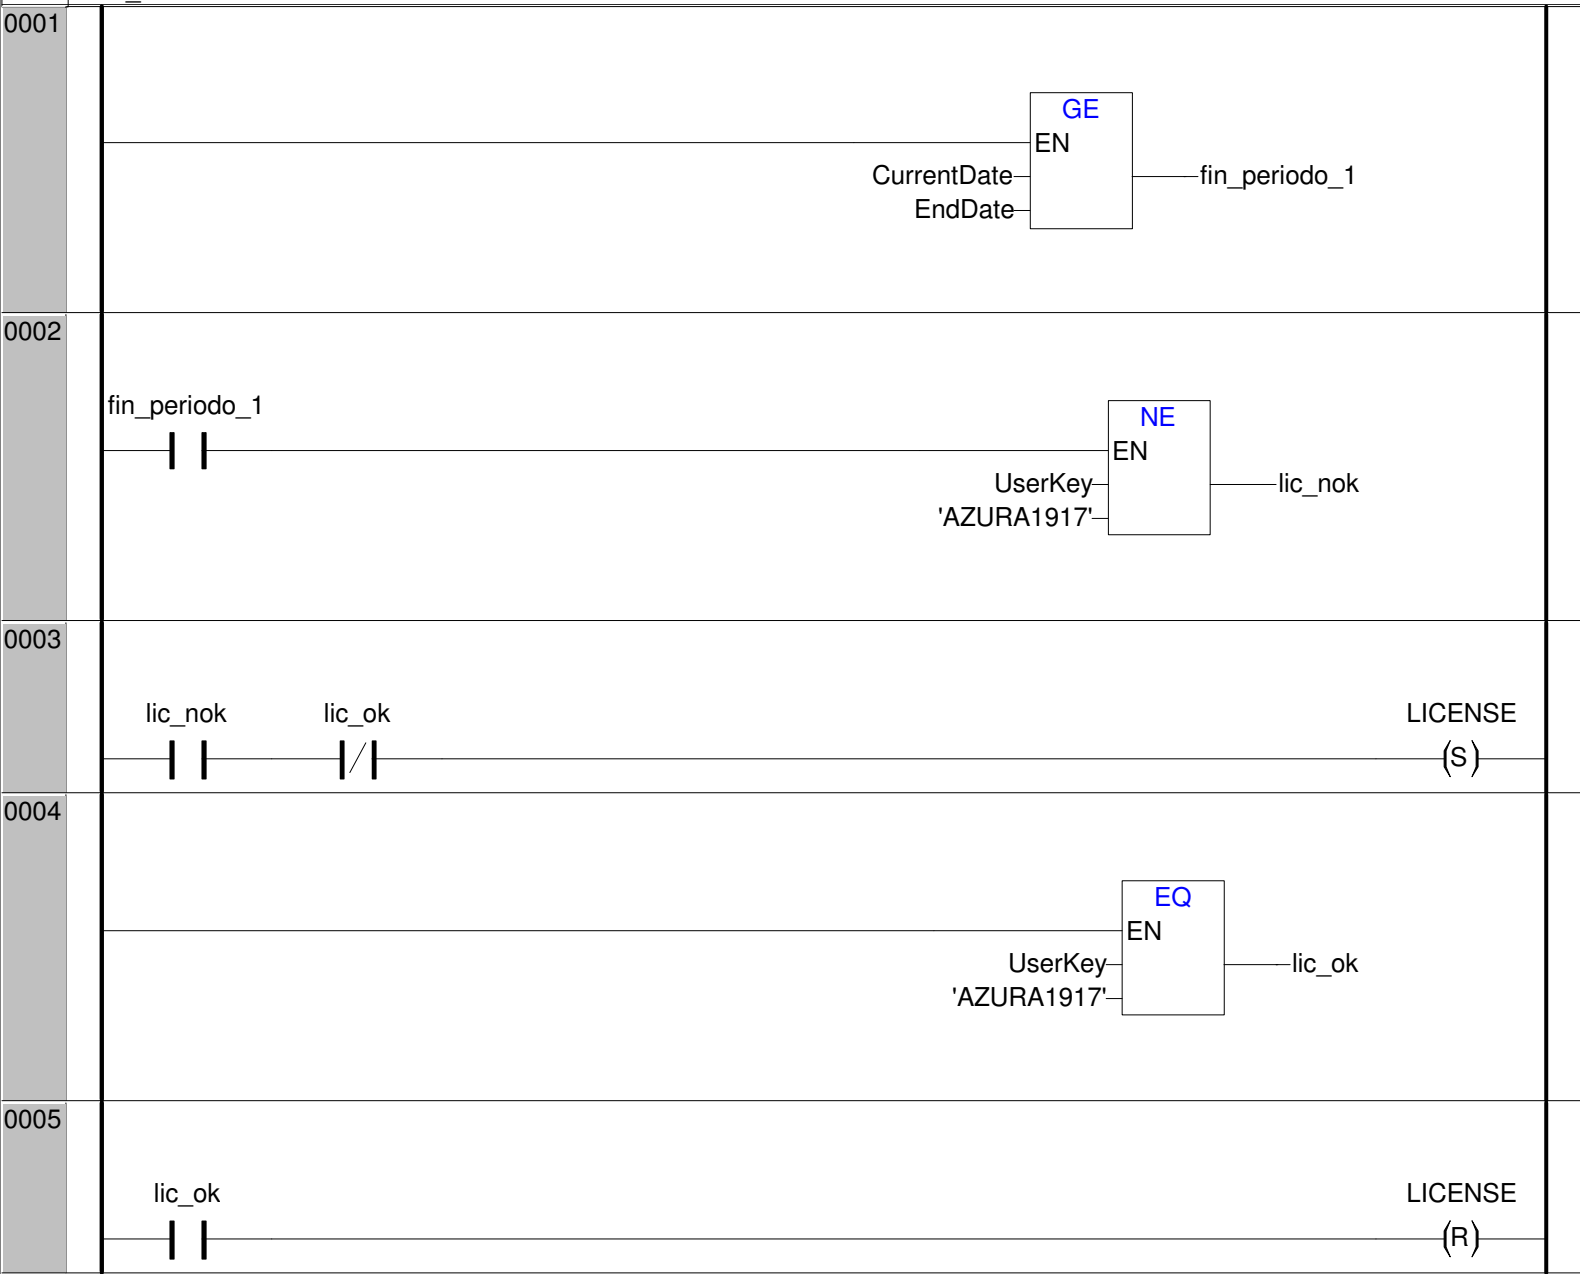 0001
GE
EN
CurrentDate
fin_periodo_1
EndDate
0002
fin_periodo_1
NE
EN
UserKey
lic_nok
'AZURA1917'
0003
lic_nok lic_ok LICENSE
S
0004
EQ
EN
UserKey
lic_ok
'AZURA1917'
0005
lic_ok LICENSE
R